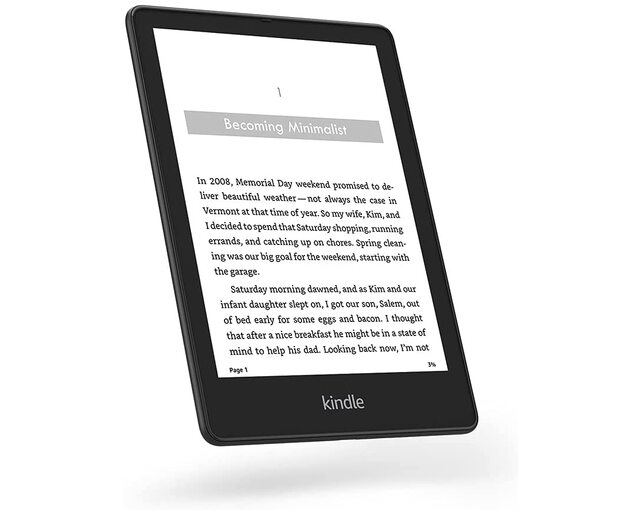 1
Becoming Minimalist
In 2008, Memorial Day weekend promised to de-
liver beautiful weather—not always the case in
Vermont at that time of year. So my wife, Kim, and
I decided to spend that Saturday shopping, running
errands, and catching up on chores. Spring clean-
ing was our big goal for the weekend, starting with
the garage.
Saturday morning dawned, and as Kim and our
infant daughter slept on, I got our son, Salem, out
of bed early for some eggs and bacon. I thought
that after a nice breakfast he might be in a state of
mind to help his dad. Looking back now, I'm not
Page 1 3%
kindle